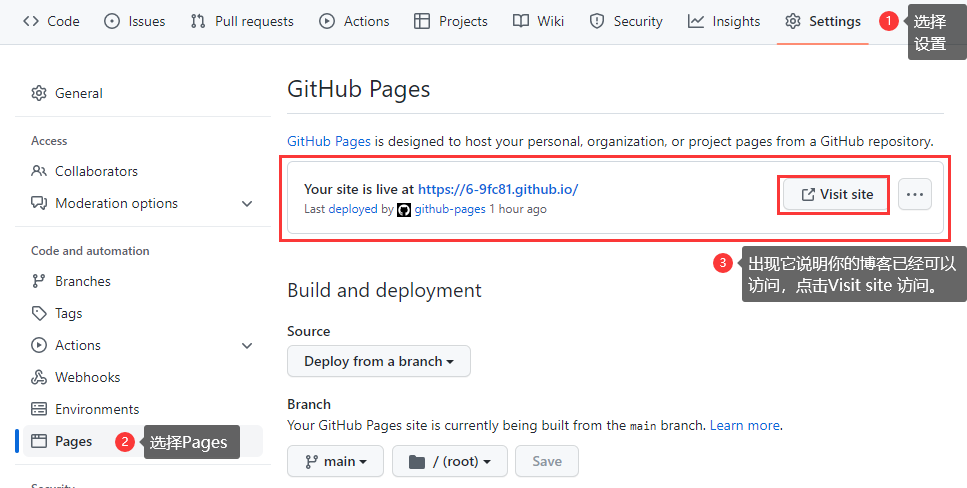 Code Issues Pull requests Actions Projects Wiki Security Insights Settings 1 选择
设置
General
Access
Collaborators
Moderation options
Code and automation
Branches
Tags
Actions
Webhooks
Environments
Pages 2 选择Pages
Security
GitHub Pages
GitHub Pages is designed to host your personal, organization, or project pages from a GitHub repository.
Your site is live at https://6-9fc81.github.io/
Last deployed by github-pages 1 hour ago
Visit site
3 出现它说明你的博客已经可以
访问，点击Visit site 访问。
Build and deployment
Source
Deploy from a branch
Branch
Your GitHub Pages site is currently being built from the main branch. Learn more.
main / (root) Save